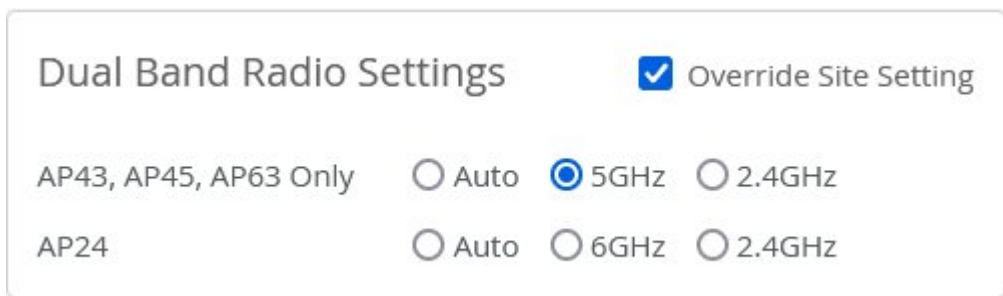 Dual Band Radio Settings Override Site Setting
AP43, AP45, AP63 Only Auto 5GHz 2.4GHz
AP24 Auto 6GHz 2.4GHz